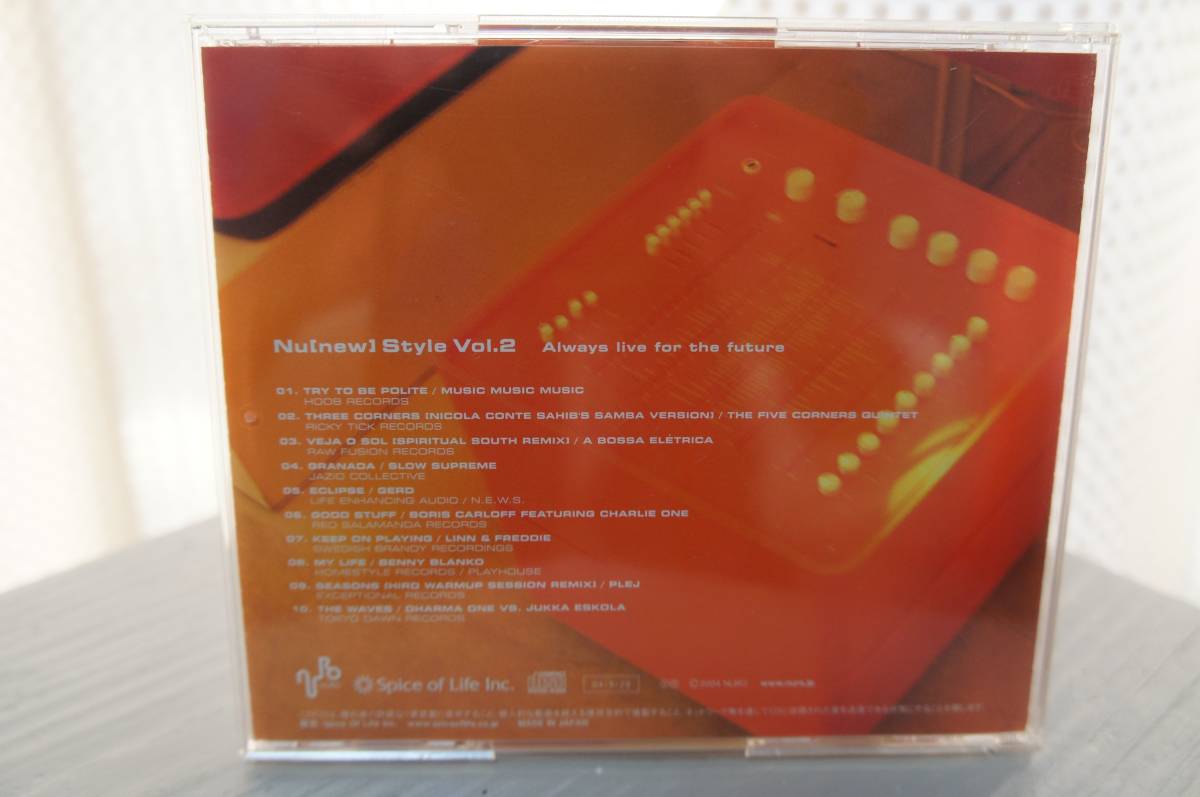 Nu[new] Style Vol.2 Always live for the future
01. TRY TO BE POLITE / MUSIC MUSIC MUSIC
HOOB RECORDS
02. THREE CORNERS [NICOLA CONTE SAHIB'S SAMBA VERSION] / THE FIVE CORNERS QUINTET
RICKY TICK RECORDS
03. VEJA O SOL [SPIRITUAL SOUTH REMIX] / A BOSSA ELÉTRICA
RAW FUSION RECORDS
04. GRANADA / SLOW SUPREME
JAZID COLLECTIVE
05. ECLIPSE / GERD
LIFE ENHANCING AUDIO / N.E.W.S.
06. GOOD STUFF / BORIS CARLOFF FEATURING CHARLIE ONE
RED SALAMANDA RECORDS
07. KEEP ON PLAYING / LINN & FREDDIE
SWEDISH BRANDY RECORDINGS
08. MY LIFE / BENNY BLANKO
HOMESTYLE RECORDS / PLAYHOUSE
09. SEASONS [HIRD WARMUP SESSION REMIX] / PLEJ
EXCEPTIONAL RECORDS
10. THE WAVES / DHARMA ONE VS. JUKKA ESKOLA
TOKYO DAWN RECORDS
Spice of Life Inc.
MADE IN JAPAN